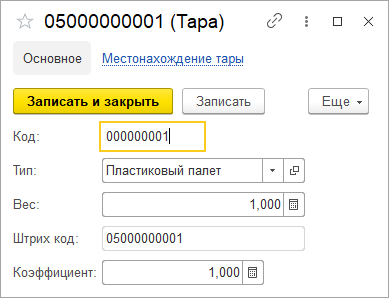 05000000001 (Тара)
Основное Местонахождение тары
Записать и закрыть Записать Еще
Код: 000000001
Тип: Пластиковый палет
Вес: 1,000
Штрих код: 05000000001
Коэффициент: 1,000